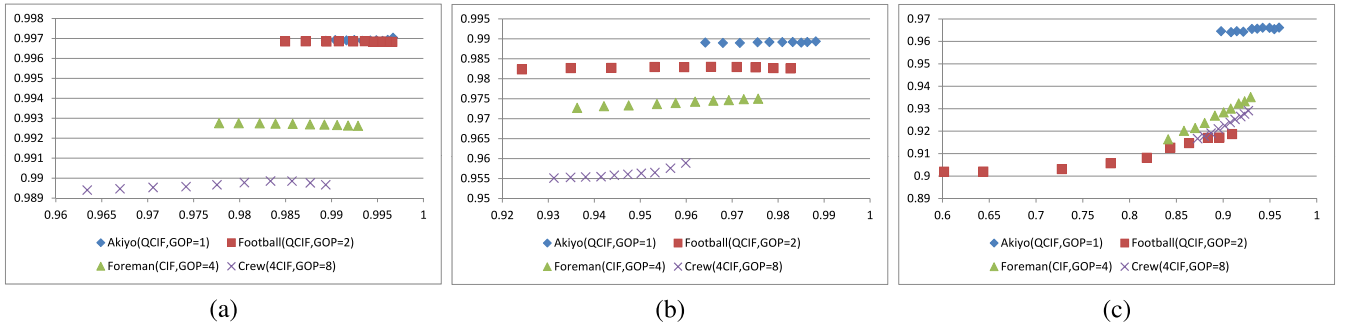 0.998
0.997
0.996
0.995
0.994
0.993
0.992
0.991
0.99
0.989
0.96 0.965 0.97 0.975 0.98 0.985 0.99 0.995 1
Akiyo(QCIF,GOP=1) Football(QCIF,GOP=2)
Foreman(CIF,GOP=4) Crew(4CIF,GOP=8)
(a)
0.995
0.99
0.985
0.98
0.975
0.97
0.965
0.96
0.955
0.95
0.92 0.93 0.94 0.95 0.96 0.97 0.98 0.99 1
Akiyo(QCIF,GOP=1) Football(QCIF,GOP=2)
Foreman(CIF,GOP=4) Crew(4CIF,GOP=8)
(b)
0.97
0.96
0.95
0.94
0.93
0.92
0.91
0.9
0.89
0.6 0.65 0.7 0.75 0.8 0.85 0.9 0.95 1
Akiyo(QCIF,GOP=1) Football(QCIF,GOP=2)
Foreman(CIF,GOP=4) Crew(4CIF,GOP=8)
(c)